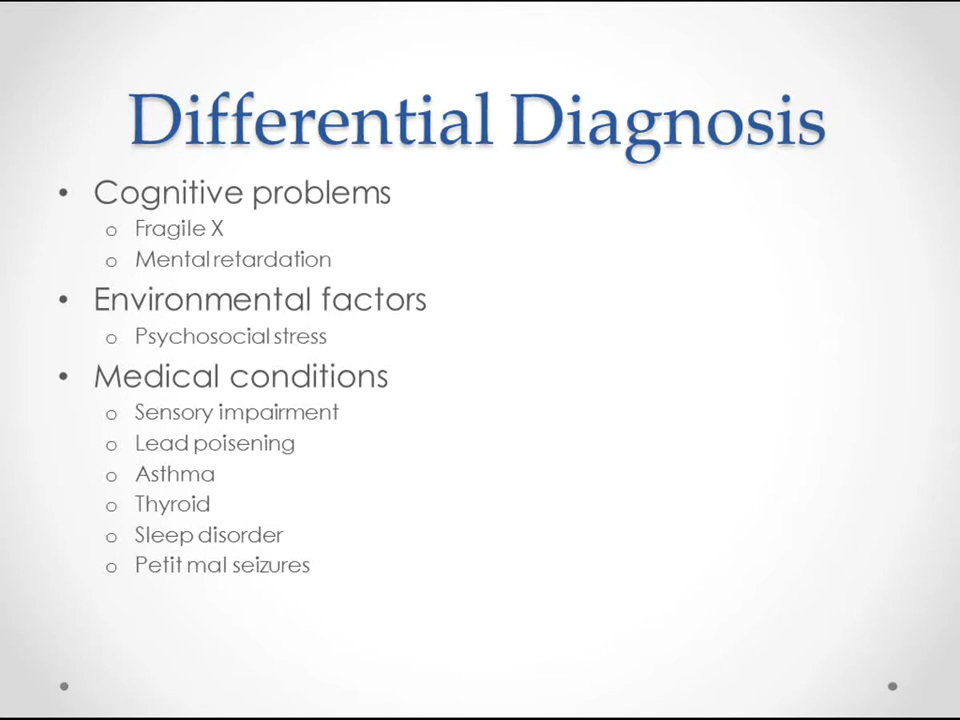 Differential Diagnosis
• Cognitive problems
o Fragile X
o Mental retardation
• Environmental factors
o Psychosocial stress
• Medical conditions
o Sensory impairment
o Lead poisening
o Asthma
o Thyroid
o Sleep disorder
o Petit mal seizures